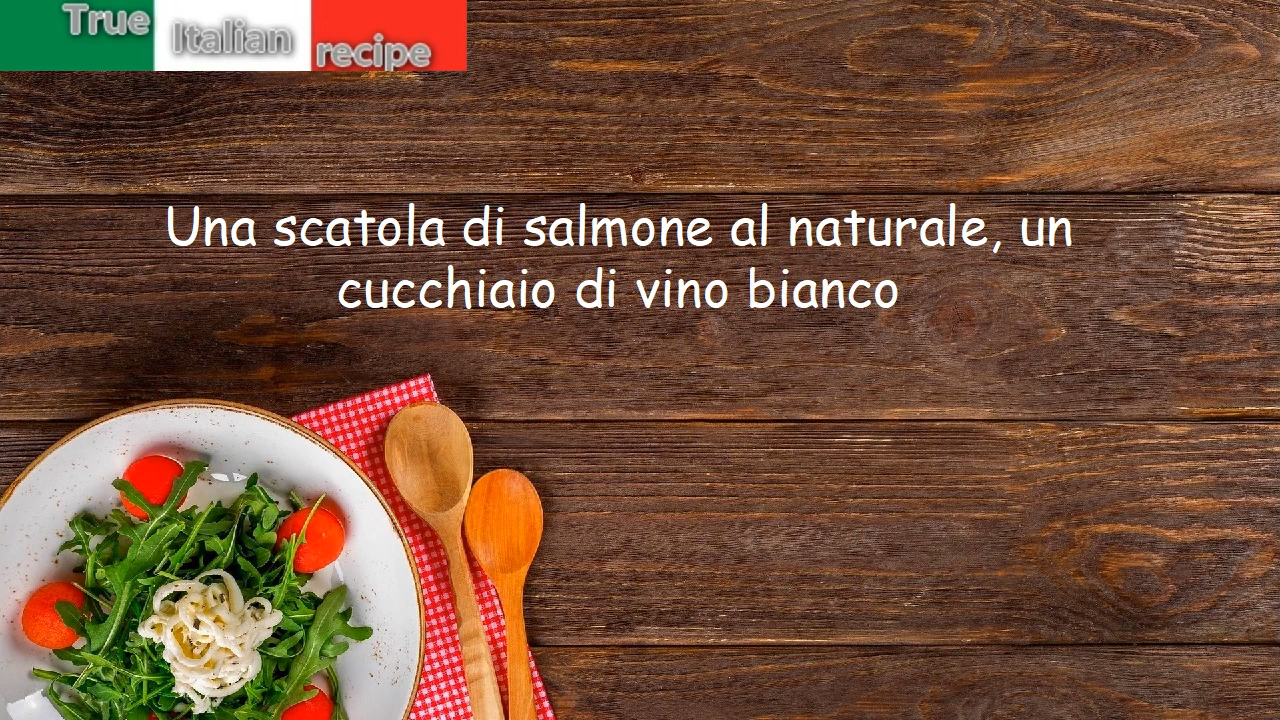 True Italian recipe
Una scatola di salmone al naturale, un
cucchiaio di vino bianco